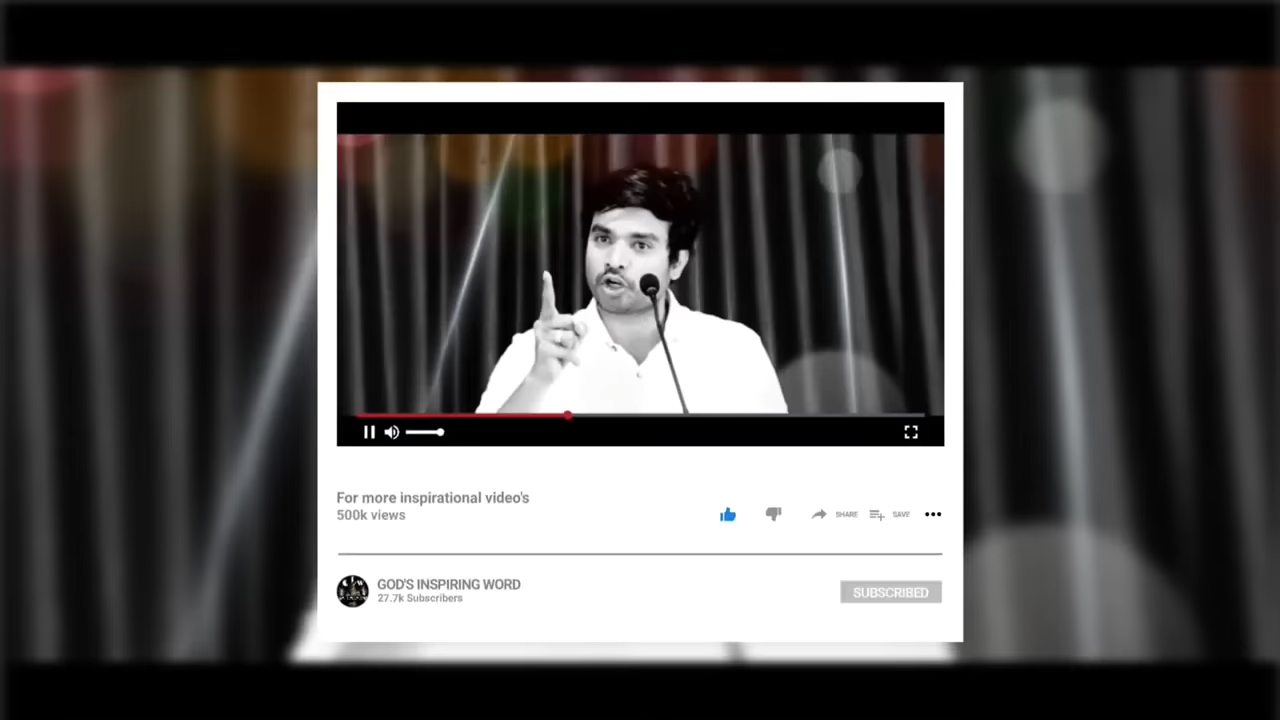 For more inspirational video's
500k views
SHARE
SAVE
GOD'S INSPIRING WORD
27.7k Subscribers
SUBSCRIBED